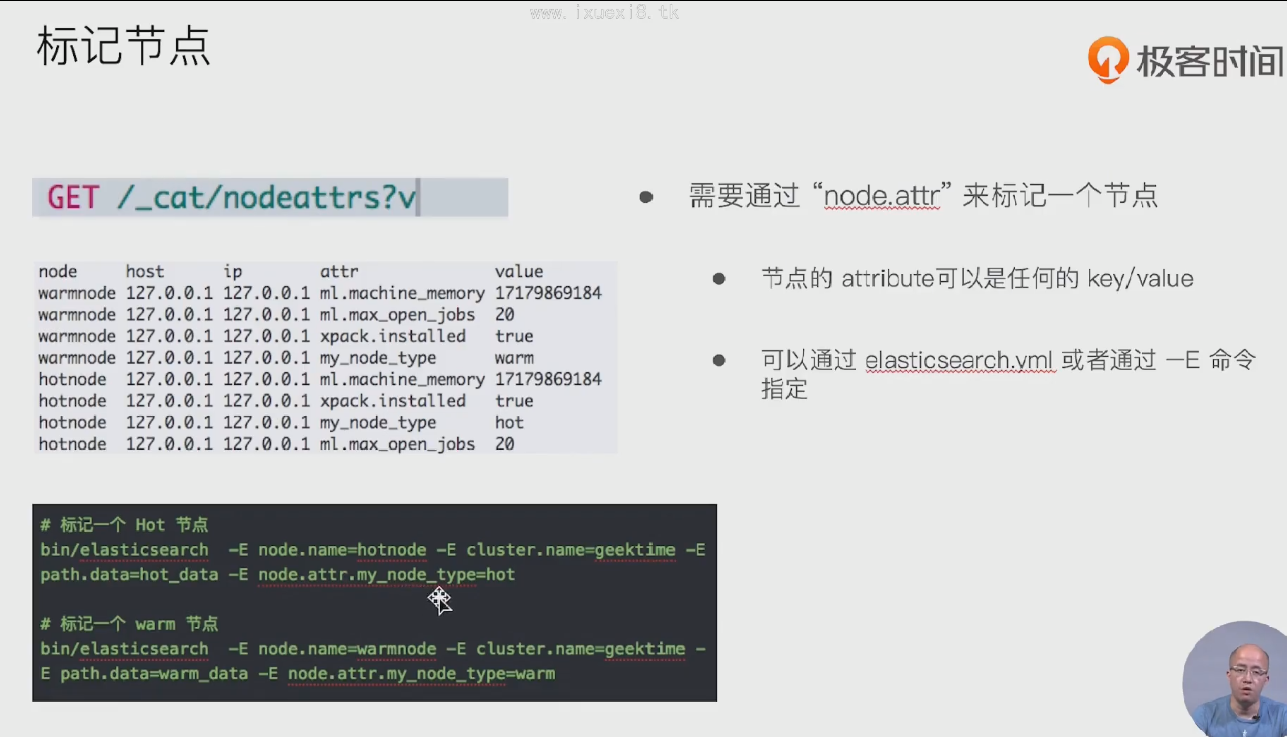 www. ixuexi8. tk
标记节点
极客时间
GET /_cat/nodeattrs?v
node host ip attr value
warmnode 127.0.0.1 127.0.0.1 ml.machine_memory 17179869184
warmnode 127.0.0.1 127.0.0.1 ml.max_open_jobs 20
warmnode 127.0.0.1 127.0.0.1 xpack.installed true
warmnode 127.0.0.1 127.0.0.1 my_node_type warm
hotnode 127.0.0.1 127.0.0.1 ml.machine_memory 17179869184
hotnode 127.0.0.1 127.0.0.1 xpack.installed true
hotnode 127.0.0.1 127.0.0.1 my_node_type hot
hotnode 127.0.0.1 127.0.0.1 ml.max_open_jobs 20
# 标记一个 Hot 节点
bin/elasticsearch -E node.name=hotnode -E cluster.name=geektime -E
path.data=hot_data -E node.attr.my_node_type=hot
# 标记一个 warm 节点
bin/elasticsearch -E node.name=warmnode -E cluster.name=geektime -
E path.data=warm_data -E node.attr.my_node_type=warm
● 需要通过 “node.attr” 来标记一个节点
● 节点的 attribute可以是任何的 key/value
● 可以通过 elasticsearch.yml 或者通过 –E 命令
指定